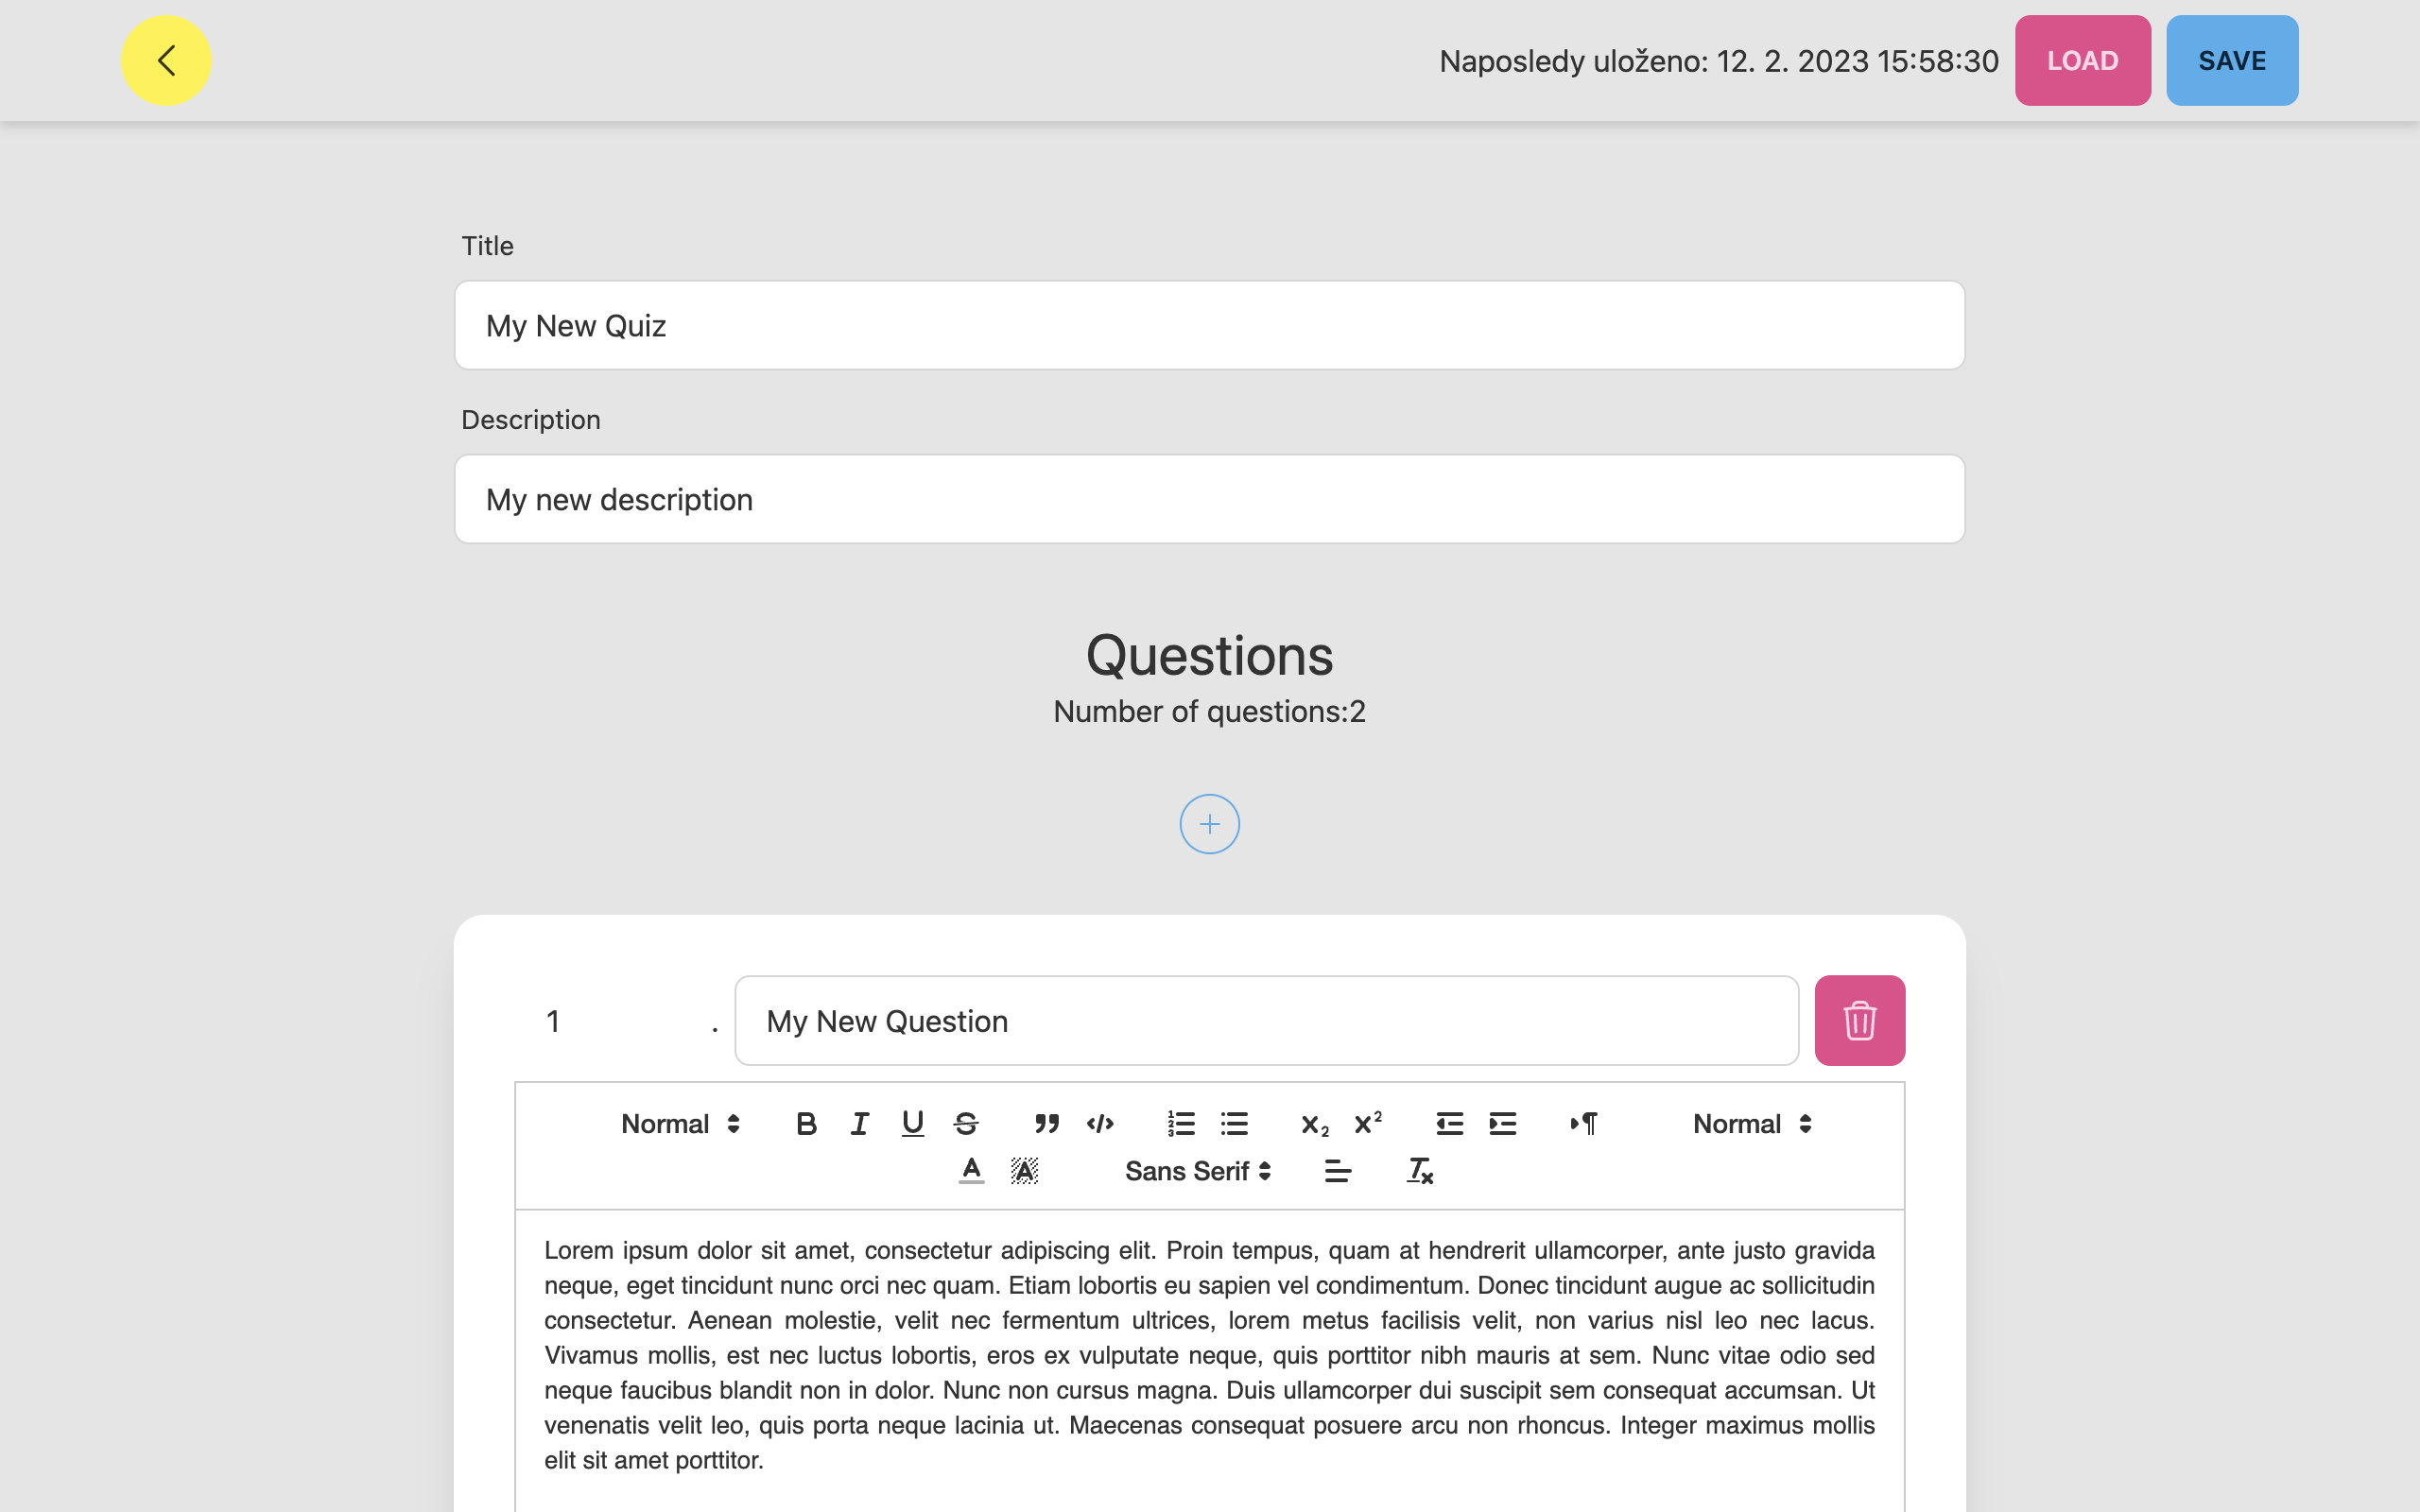 Naposledy uloženo: 12. 2. 2023 15:58:30
LOAD
SAVE
Title
My New Quiz
Description
My new description
Questions
Number of questions:2
1 . My New Question
Normal
Normal
Sans Serif
Lorem ipsum dolor sit amet, consectetur adipiscing elit. Proin tempus, quam at hendrerit ullamcorper, ante justo gravida
neque, eget tincidunt nunc orci nec quam. Etiam lobortis eu sapien vel condimentum. Donec tincidunt augue ac sollicitudin
consectetur. Aenean molestie, velit nec fermentum ultrices, lorem metus facilisis velit, non varius nisl leo nec lacus.
Vivamus mollis, est nec luctus lobortis, eros ex vulputate neque, quis porttitor nibh mauris at sem. Nunc vitae odio sed
neque faucibus blandit non in dolor. Nunc non cursus magna. Duis ullamcorper dui suscipit sem consequat accumsan. Ut
venenatis velit leo, quis porta neque lacinia ut. Maecenas consequat posuere arcu non rhoncus. Integer maximus mollis
elit sit amet porttitor.